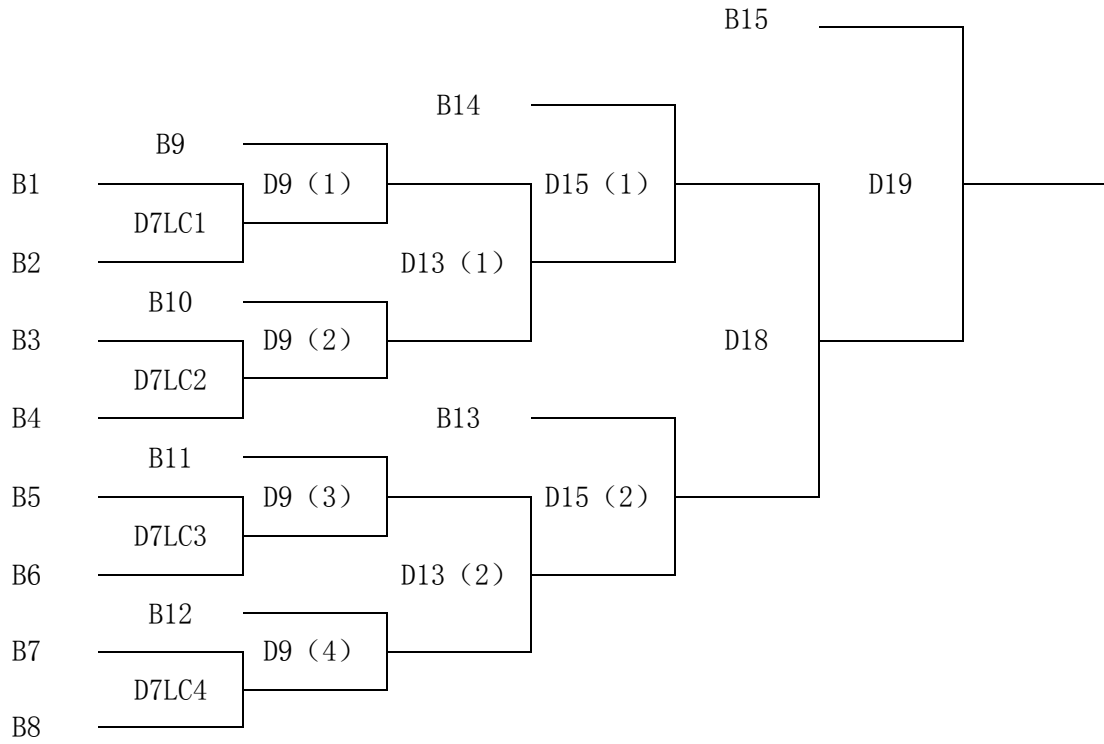 B15
B14
B9
B1
D9（1）
D15（1）
D19
D7LC1
B2
D13（1）
B10
B3
D9（2）
D18
D7LC2
B4
B13
B11
B5
D9（3）
D15（2）
D7LC3
B6
D13（2）
B12
B7
D9（4）
D7LC4
B8